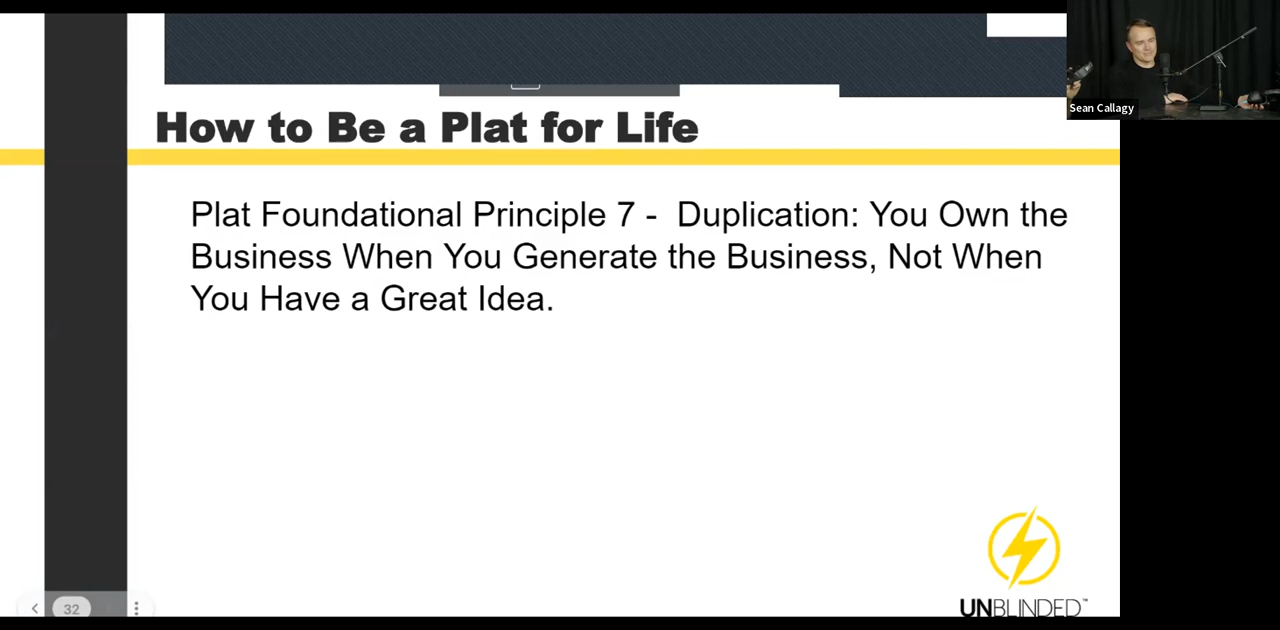 Sean Callagy
How to Be a Plat for Life
Plat Foundational Principle 7 - Duplication: You Own the
Business When You Generate the Business, Not When
You Have a Great Idea.
32
UNBLINDED™